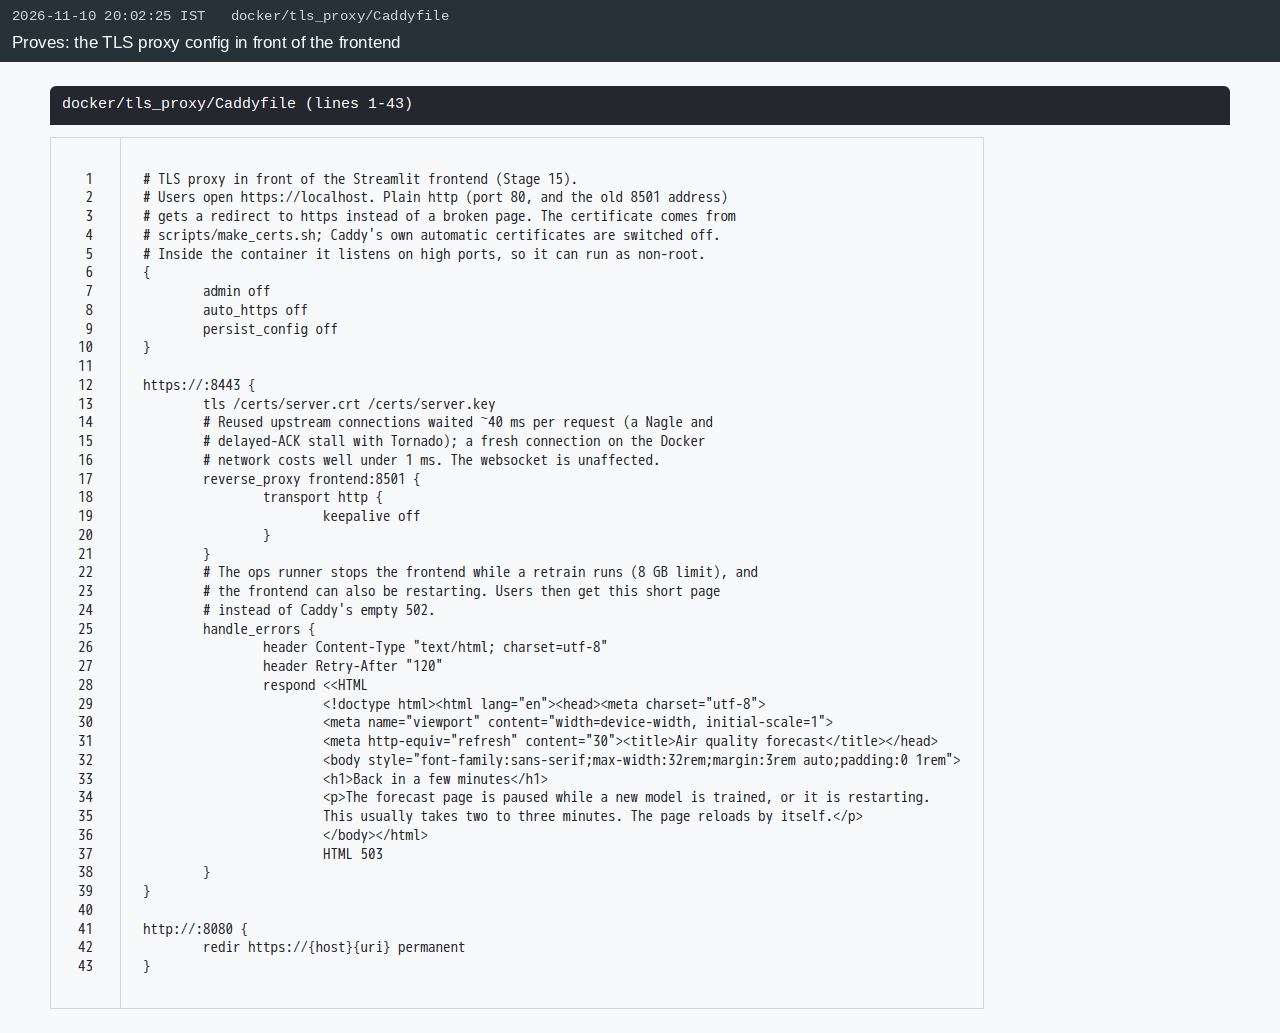 2026-11-10 20:02:25 IST   docker/tls_proxy/Caddyfile
Proves: the TLS proxy config in front of the frontend
docker/tls_proxy/Caddyfile (lines 1-43)
1 # TLS proxy in front of the Streamlit frontend (Stage 15).
2 # Users open https://localhost. Plain http (port 80, and the old 8501 address)
3 # gets a redirect to https instead of a broken page. The certificate comes from
4 # scripts/make_certs.sh; Caddy's own automatic certificates are switched off.
5 # Inside the container it listens on high ports, so it can run as non-root.
6 {
7         admin off
8         auto_https off
9         persist_config off
10 }
11
12 https://:8443 {
13         tls /certs/server.crt /certs/server.key
14         # Reused upstream connections waited ~40 ms per request (a Nagle and
15         # delayed-ACK stall with Tornado); a fresh connection on the Docker
16         # network costs well under 1 ms. The websocket is unaffected.
17         reverse_proxy frontend:8501 {
18                 transport http {
19                         keepalive off
20                 }
21         }
22         # The ops runner stops the frontend while a retrain runs (8 GB limit), and
23         # the frontend can also be restarting. Users then get this short page
24         # instead of Caddy's empty 502.
25         handle_errors {
26                 header Content-Type "text/html; charset=utf-8"
27                 header Retry-After "120"
28                 respond <<HTML
29                         <!doctype html><html lang="en"><head><meta charset="utf-8">
30                         <meta name="viewport" content="width=device-width, initial-scale=1">
31                         <meta http-equiv="refresh" content="30"><title>Air quality forecast</title></head>
32                         <body style="font-family:sans-serif;max-width:32rem;margin:3rem auto;padding:0 1rem">
33                         <h1>Back in a few minutes</h1>
34                         <p>The forecast page is paused while a new model is trained, or it is restarting.
35                         This usually takes two to three minutes. The page reloads by itself.</p>
36                         </body></html>
37                         HTML 503
38         }
39 }
40
41 http://:8080 {
42         redir https://{host}{uri} permanent
43 }